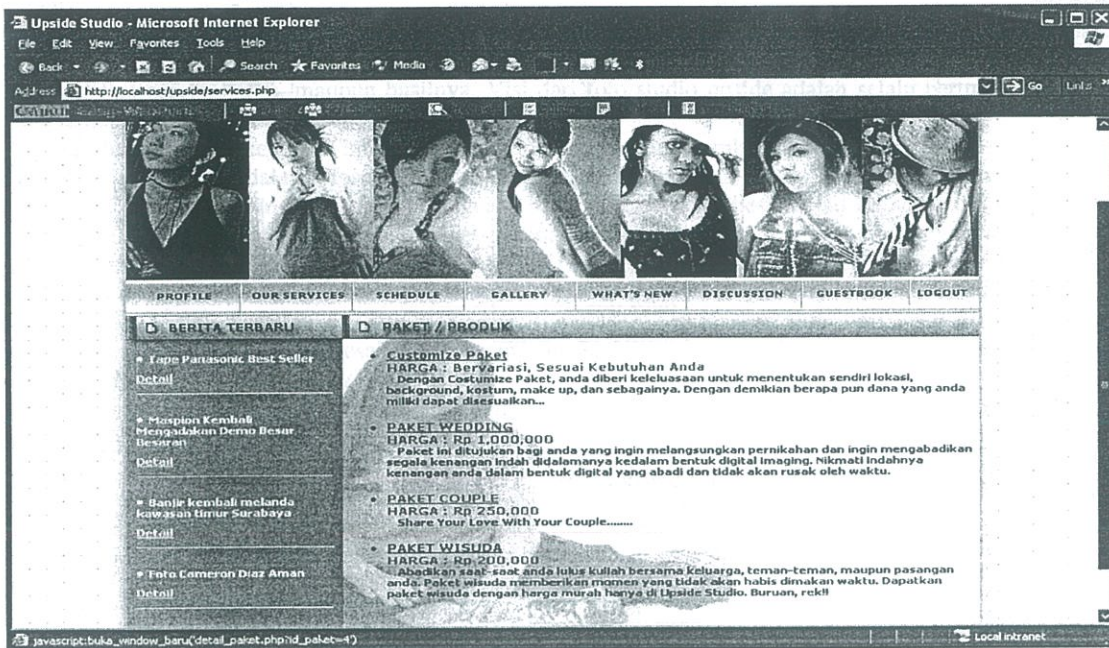 Upside Studio - Microsoft Internet Explorer
File Edit View Favorites Tools Help
Back Search Favorites Media
Address http://localhost/upside/services.php Go Links
PROFILE OUR SERVICES SCHEDULE GALLERY WHAT'S NEW DISCUSSION GUESTBOOK LOGOUT
BERITA TERBARU
Tape Panasonic Best Seller
Detail
Maspion Kembali
Mengadakan Demo Besar
Besaran
Detail
Banjir kembali melanda
kawasan timur Surabaya
Detail
Foto Cameron Diaz Aman
Detail
PAKET / PRODUK
Customize Paket
HARGA : Bervariasi, Sesuai Kebutuhan Anda
Dengan Costumize Paket, anda diberi keleluasaan untuk menentukan sendiri lokasi,
background, kostum, make up, dan sebagainya. Dengan demikian berapa pun dana yang anda
miliki dapat disesuaikan...
PAKET WEDDING
HARGA : Rp 1,000,000
Paket ini ditujukan bagi anda yang ingin melangsungkan pernikahan dan ingin mengabadikan
segala kenangan indah didalamanya kedalam bentuk digital imaging. Nikmati indahnya
kenangan anda dalam bentuk digital yang abadi dan tidak akan rusak oleh waktu.
PAKET COUPLE
HARGA : Rp 250,000
Share Your Love With Your Couple........
PAKET WISUDA
HARGA : Rp 200,000
Abadikan saat-saat anda lulus kuliah bersama keluarga, teman-teman, maupun pasangan
anda. Paket wisuda memberikan momen yang tidak akan habis dimakan waktu. Dapatkan
paket wisuda dengan harga murah hanya di Upside Studio. Buruan, rek!!
javascript:buka_window_baru('detail_paket.php?id_paket=4') Local intranet